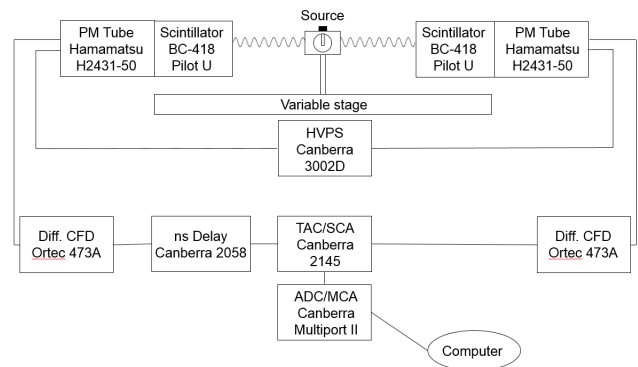 Source
PM Tube
Hamamatsu
H2431-50
Scintillator
BC-418
Pilot U
Scintillator
BC-418
Pilot U
PM Tube
Hamamatsu
H2431-50
Variable stage
HVPS
Canberra
3002D
Diff. CFD
Ortec 473A
ns Delay
Canberra 2058
TAC/SCA
Canberra
2145
Diff. CFD
Ortec 473A
ADC/MCA
Canberra
Multiport II
Computer